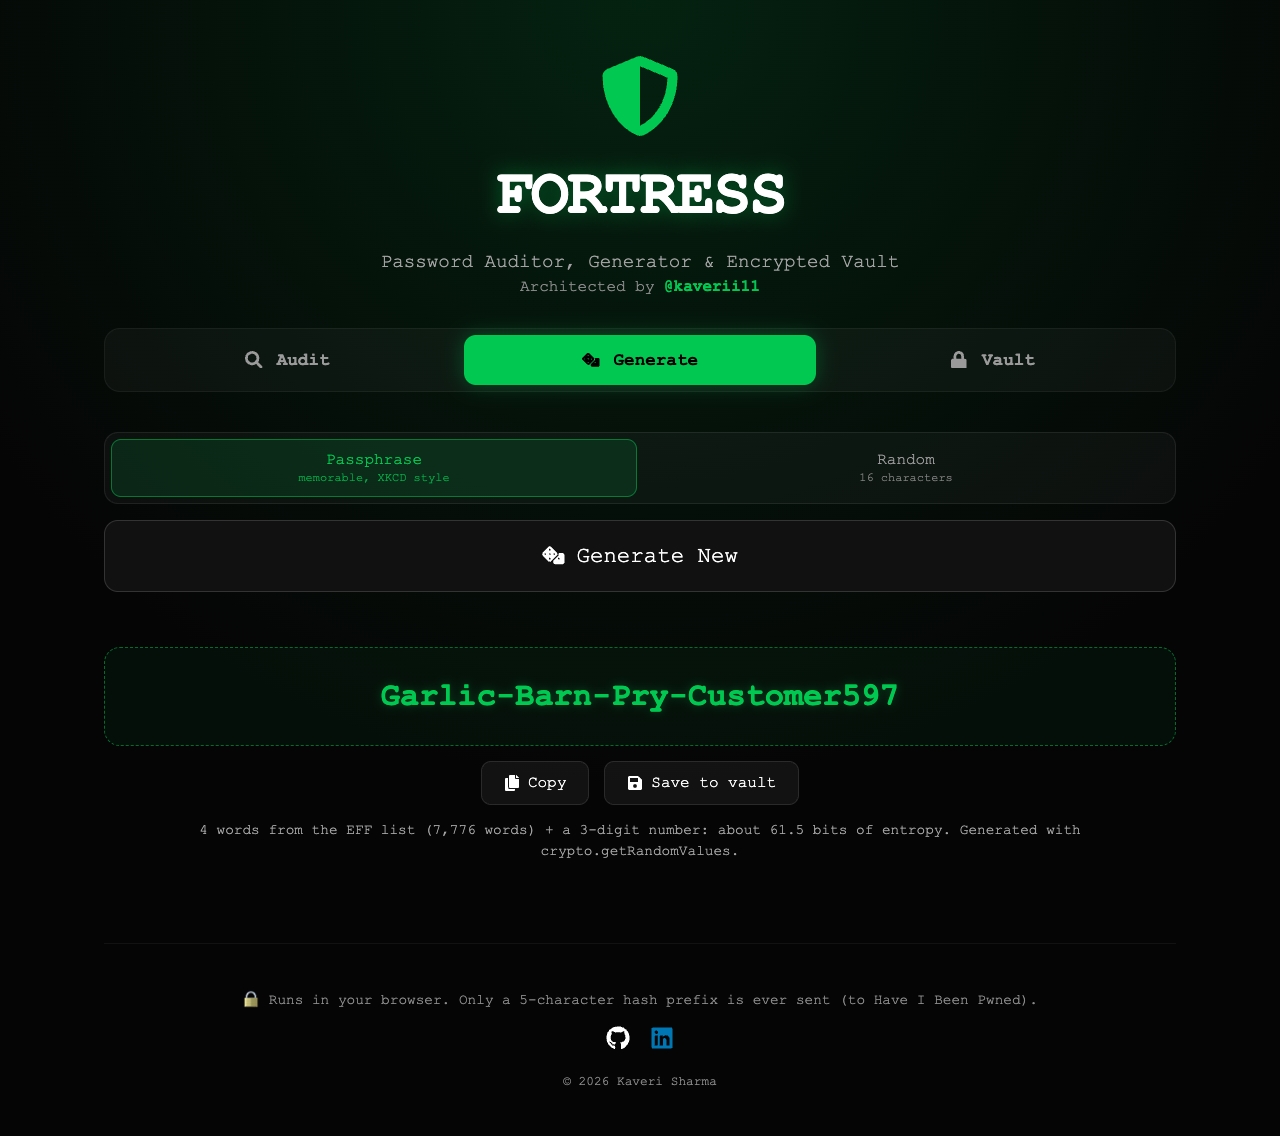 FORTRESS
Password Auditor, Generator & Encrypted Vault
Architected by @kaverii11
Audit
Generate
Vault
Passphrase
memorable, XKCD style
Random
16 characters
Generate New
Garlic-Barn-Pry-Customer597
Copy
Save to vault
4 words from the EFF list (7,776 words) + a 3-digit number: about 61.5 bits of entropy. Generated with
crypto.getRandomValues.
🔒 Runs in your browser. Only a 5-character hash prefix is ever sent (to Have I Been Pwned).
© 2026 Kaveri Sharma